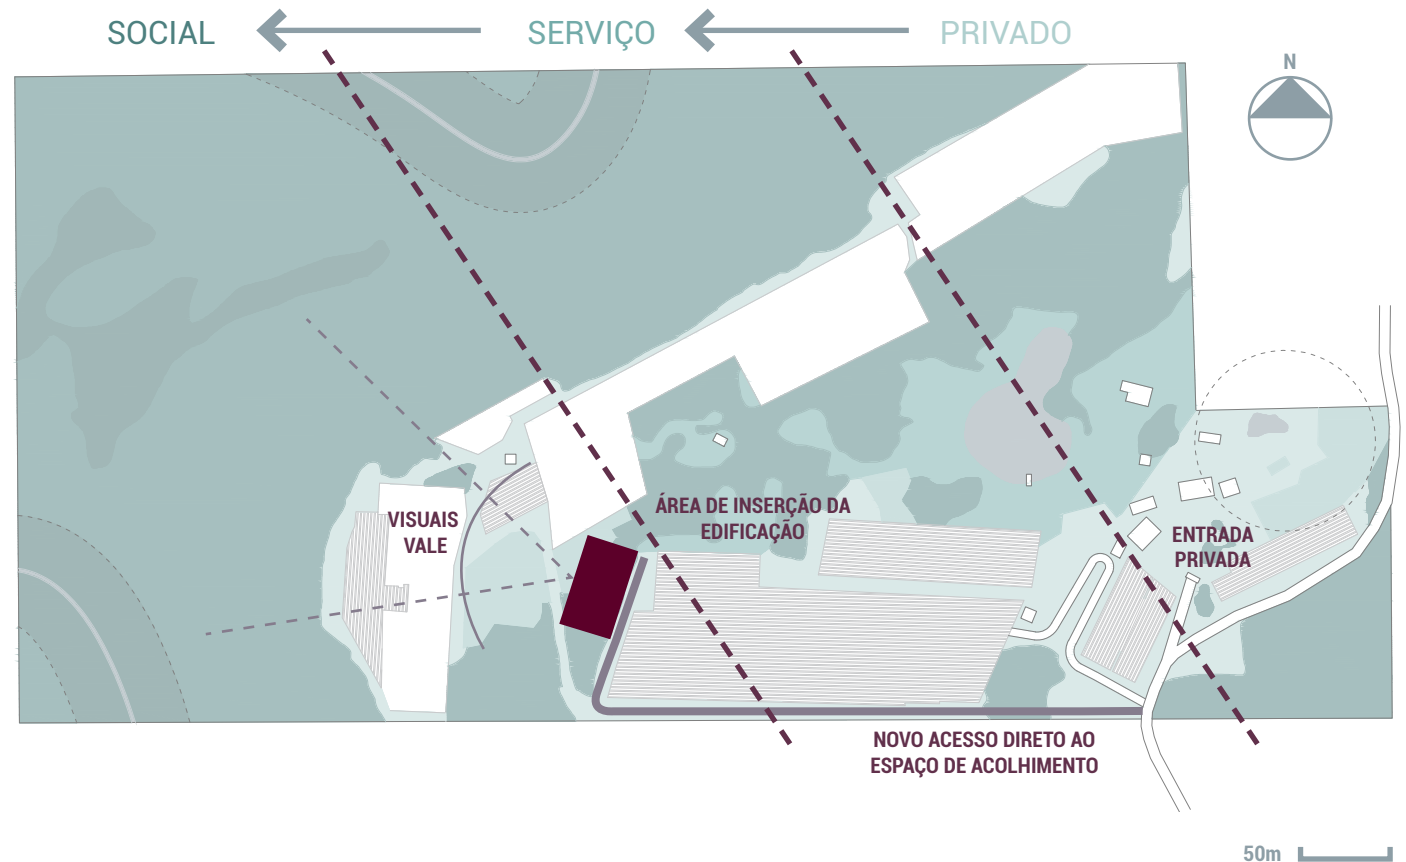 SOCIAL
SERVIÇO
PRIVADO
N
VISUAIS
VALE
ÁREA DE INSERÇÃO DA
EDIFICAÇÃO
ENTRADA
PRIVADA
NOVO ACESSO DIRETO AO
ESPAÇO DE ACOLHIMENTO
50m